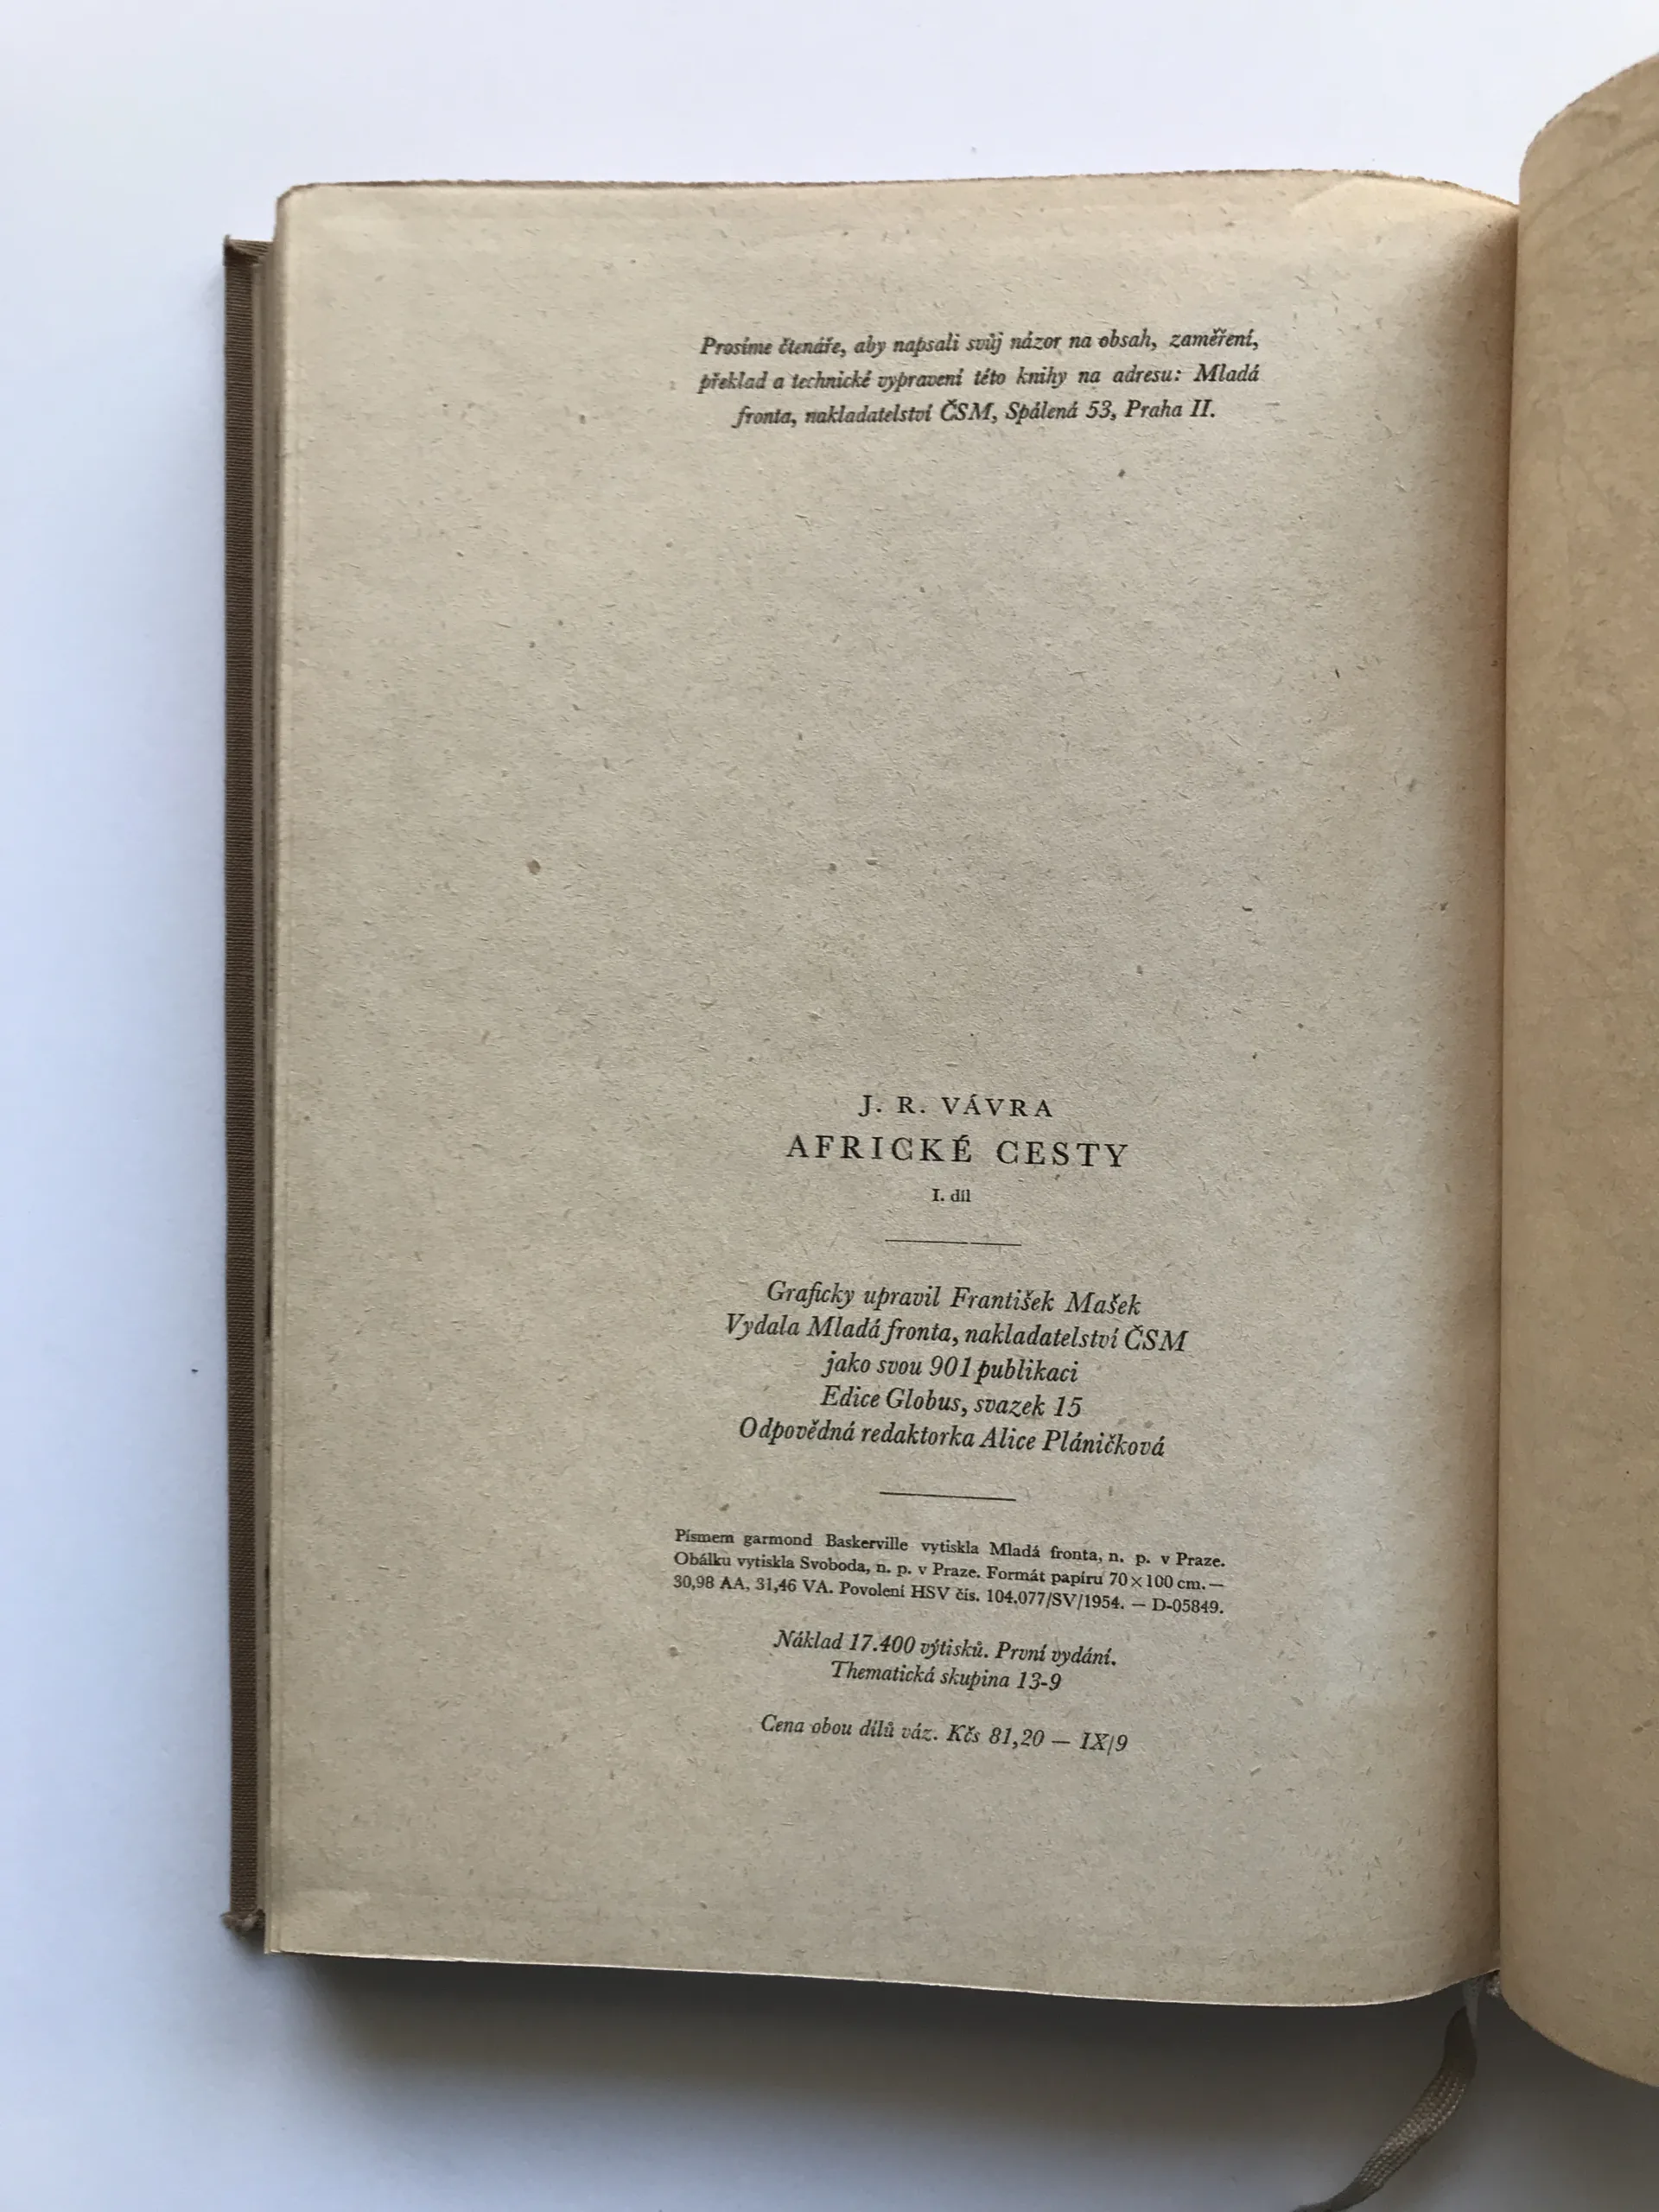 Prosíme čtenáře, aby napsali svůj názor na obsah, zaměření,
překlad a technické vypravení této knihy na adresu: Mladá
fronta, nakladatelství ČSM, Spálená 53, Praha II.
J. R. VÁVRA
AFRICKÉ CESTY
I. díl
Graficky upravil František Mašek
Vydala Mladá fronta, nakladatelství ČSM
jako svou 901 publikaci
Edice Globus, svazek 15
Odpovědná redaktorka Alice Pláničková
Písmem garmond Baskerville vytiskla Mladá fronta, n. p. v Praze.
Obálku vytiskla Svoboda, n. p. v Praze. Formát papíru 70×100 cm. —
30,98 AA, 31,46 VA. Povolení HSV čís. 104.077/SV/1954. — D-05849.
Náklad 17.400 výtisků. První vydání.
Thematická skupina 13-9
Cena obou dílů váz. Kčs 81,20 — IX/9